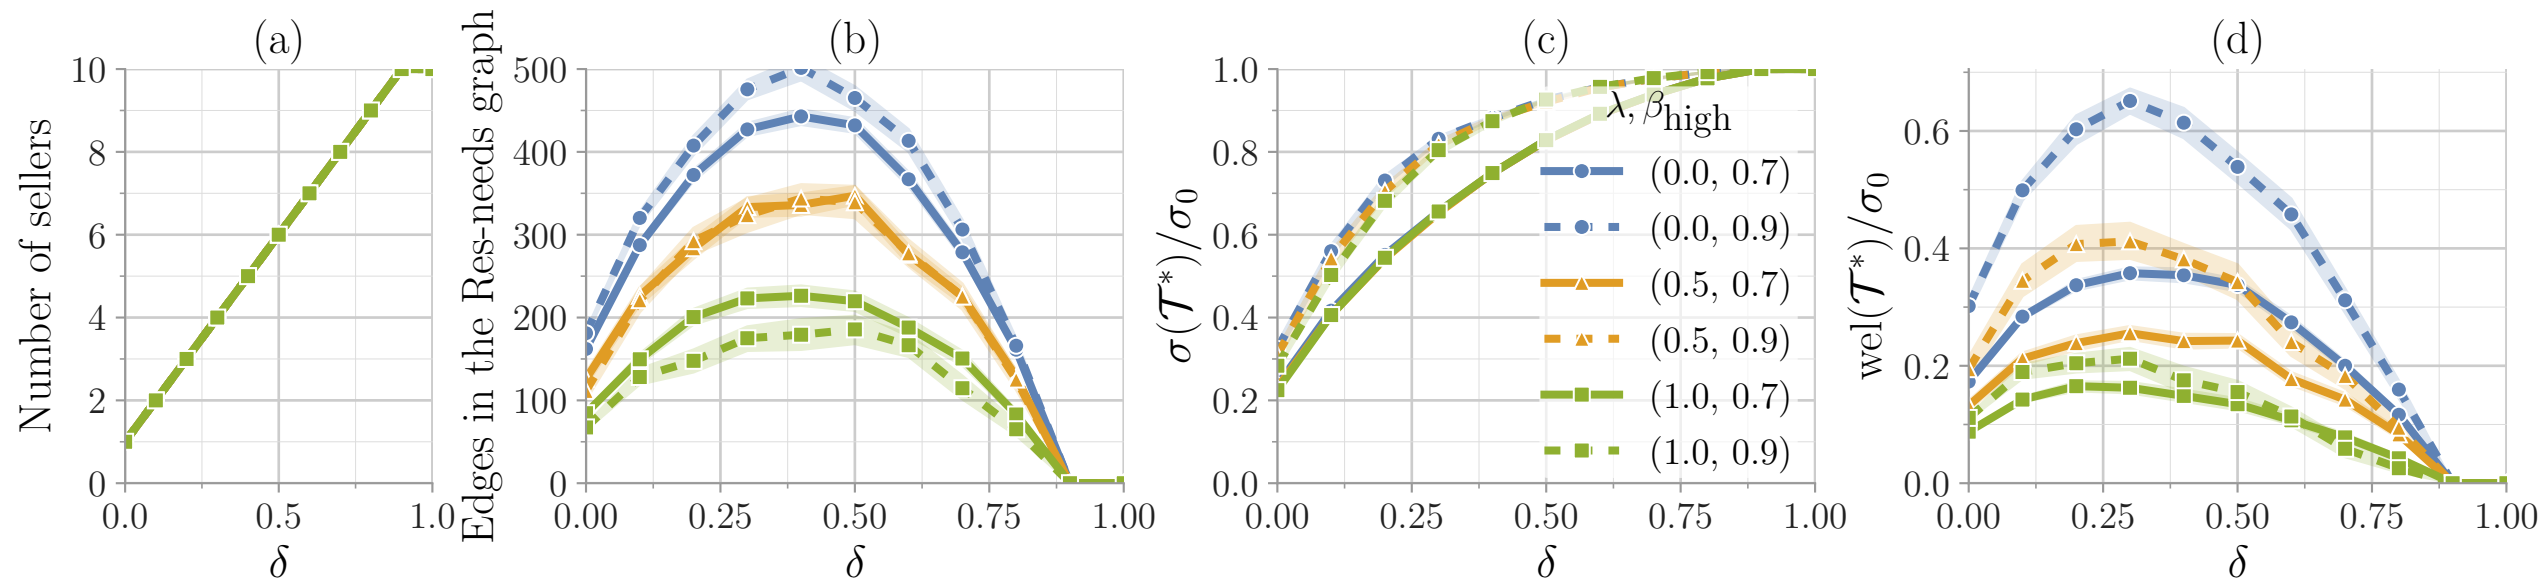 (a)
Number of sellers
10
8
6
4
2
0
0.0 0.5 1.0
δ
(b)
Edges in the Res-needs graph
500
400
300
200
100
0
0.00 0.25 0.50 0.75 1.00
δ
(c)
σ(𝒯*)/σ₀
1.0
0.8
0.6
0.4
0.2
0.0
0.00 0.25 0.50 0.75 1.00
δ
λ, β_high
(0.0, 0.7)
(0.0, 0.9)
(0.5, 0.7)
(0.5, 0.9)
(1.0, 0.7)
(1.0, 0.9)
(d)
wel(𝒯*)/σ₀
0.6
0.4
0.2
0.0
0.00 0.25 0.50 0.75 1.00
δ